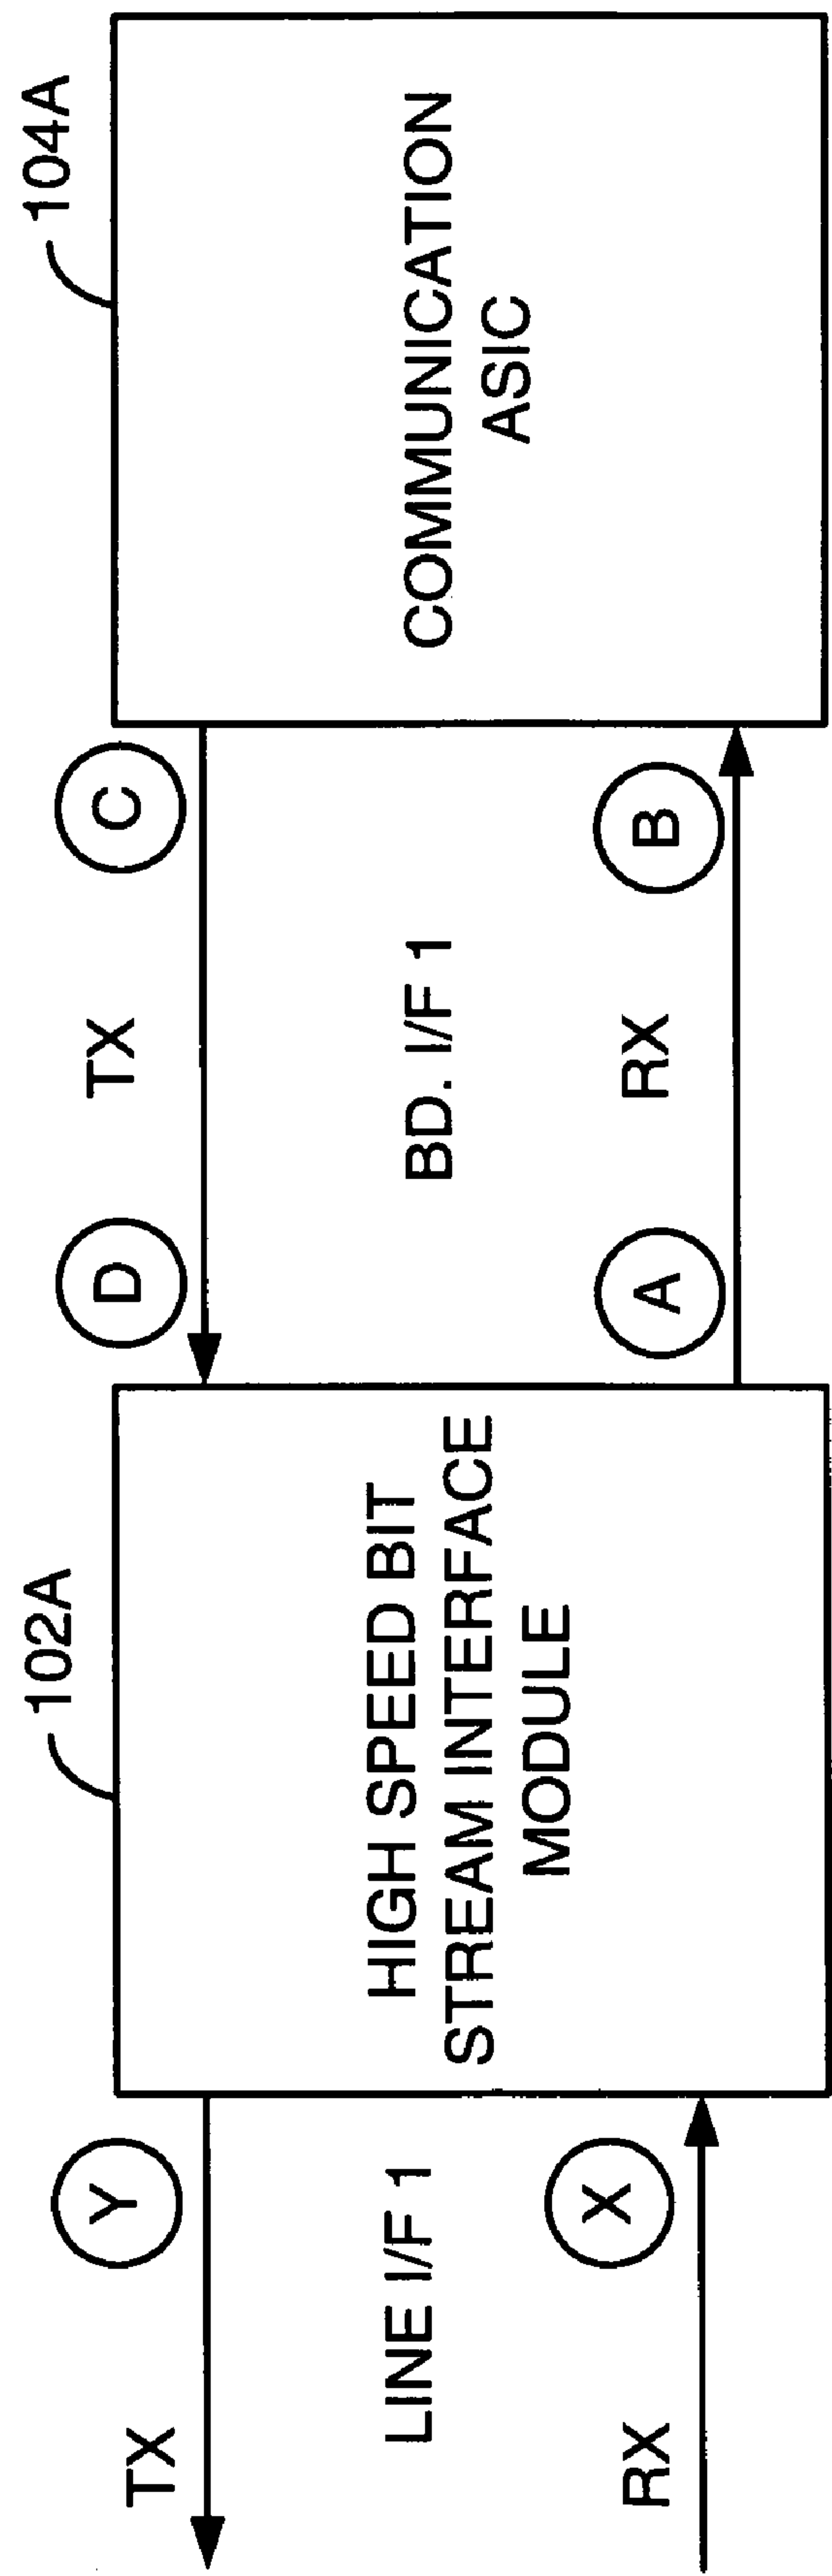 102A
104A
TX
Y
D
TX
C
LINE I/F 1
HIGH SPEED BIT
STREAM INTERFACE
MODULE
BD. I/F 1
COMMUNICATION
ASIC
RX
X
A
RX
B